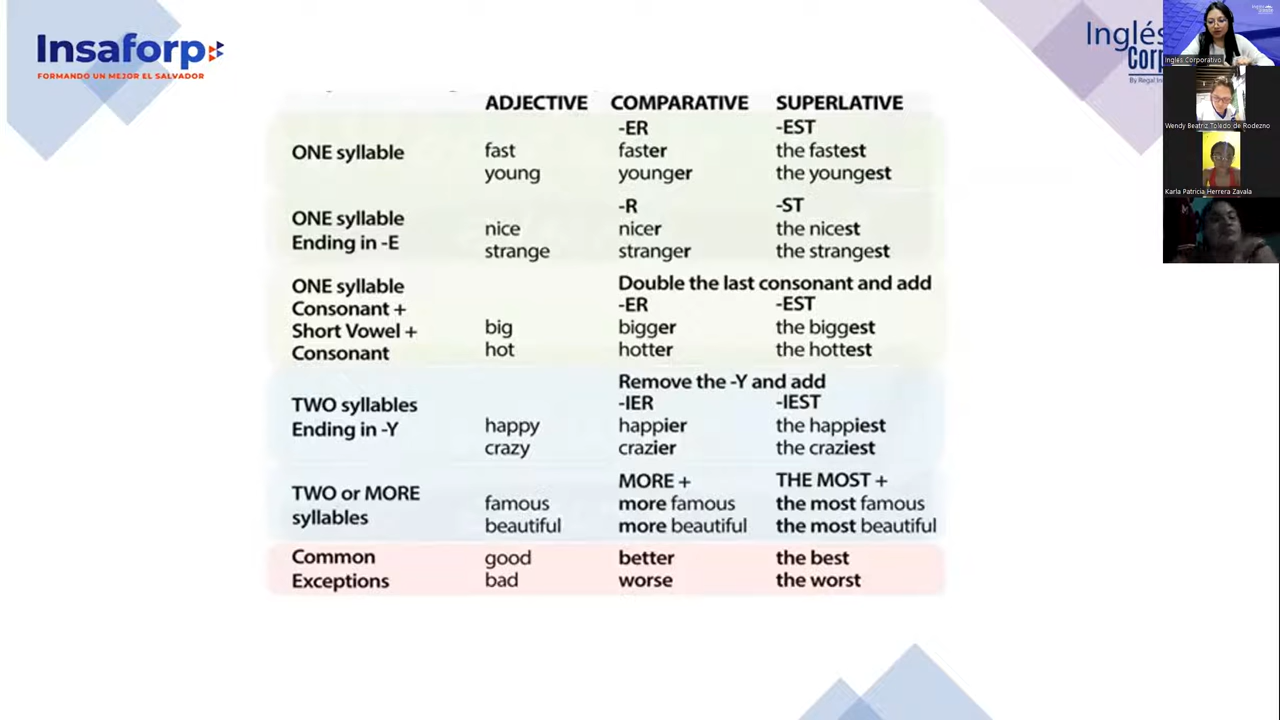 Insaforp
FORMANDO UN MEJOR EL SALVADOR
Inglés
Corp
By Regal
Inglés Corporativo
Wendy Beatriz Toledo de Rodezno
Karla Patricia Herrera Zavala
ADJECTIVE COMPARATIVE SUPERLATIVE
-ER -EST
ONE syllable fast faster the fastest
young younger the youngest
-R -ST
ONE syllable nice nicer the nicest
Ending in -E strange stranger the strangest
ONE syllable Double the last consonant and add
Consonant + -ER -EST
Short Vowel + big bigger the biggest
Consonant hot hotter the hottest
Remove the -Y and add
TWO syllables -IER -IEST
Ending in -Y happy happier the happiest
crazy crazier the craziest
MORE + THE MOST +
TWO or MORE famous more famous the most famous
syllables beautiful more beautiful the most beautiful
Common good better the best
Exceptions bad worse the worst